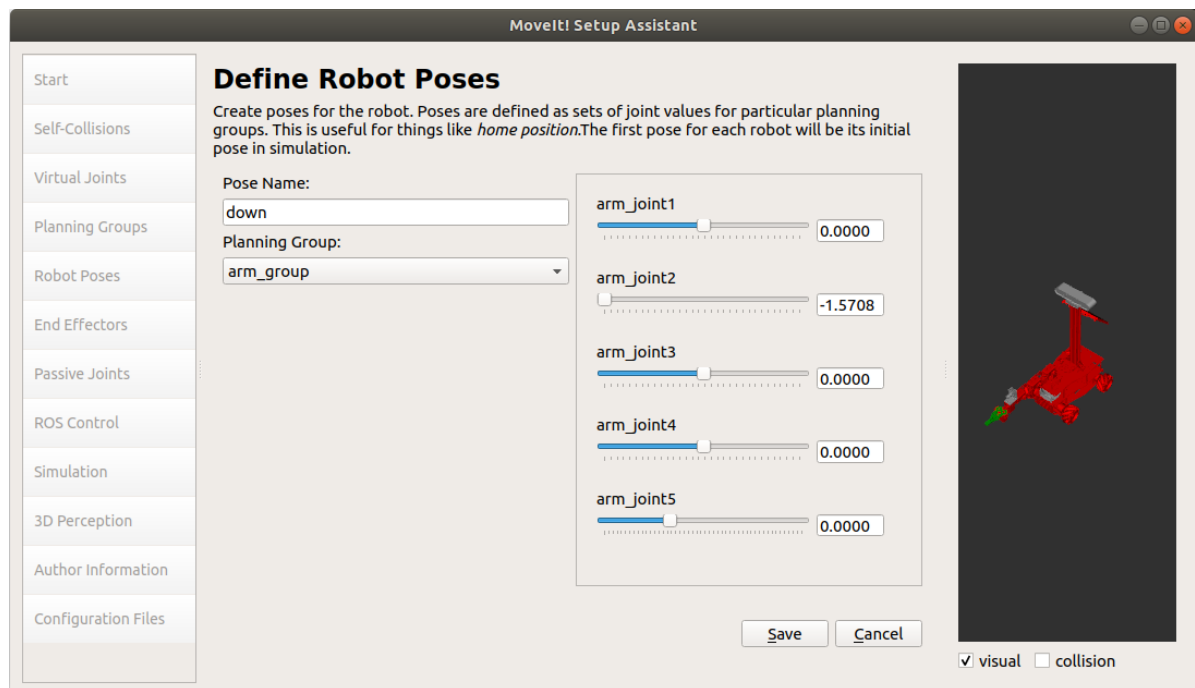 MoveIt! Setup Assistant
Start
Self-Collisions
Virtual Joints
Planning Groups
Robot Poses
End Effectors
Passive Joints
ROS Control
Simulation
3D Perception
Author Information
Configuration Files
Define Robot Poses
Create poses for the robot. Poses are defined as sets of joint values for particular planning
groups. This is useful for things like home position.The first pose for each robot will be its initial
pose in simulation.
Pose Name:
down
Planning Group:
arm_group
arm_joint1
0.0000
arm_joint2
-1.5708
arm_joint3
0.0000
arm_joint4
0.0000
arm_joint5
0.0000
Save
Cancel
visual
collision